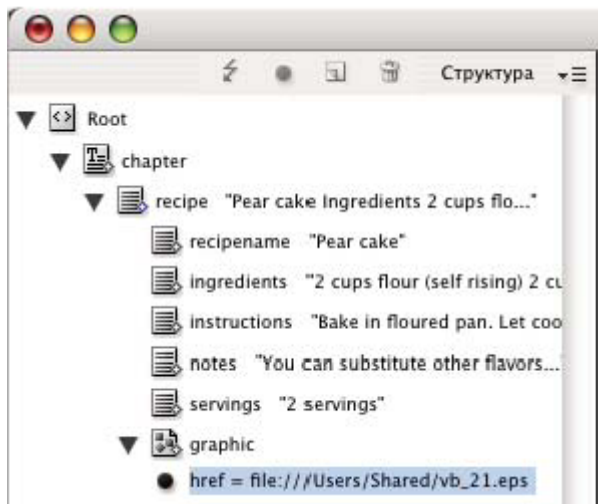 Структура
Root
chapter
recipe "Pear cake Ingredients 2 cups flo..."
recipename "Pear cake"
ingredients "2 cups flour (self rising) 2 cu
instructions "Bake in floured pan. Let coo
notes "You can substitute other flavors..."
servings "2 servings"
graphic
href = file:///Users/Shared/vb_21.eps